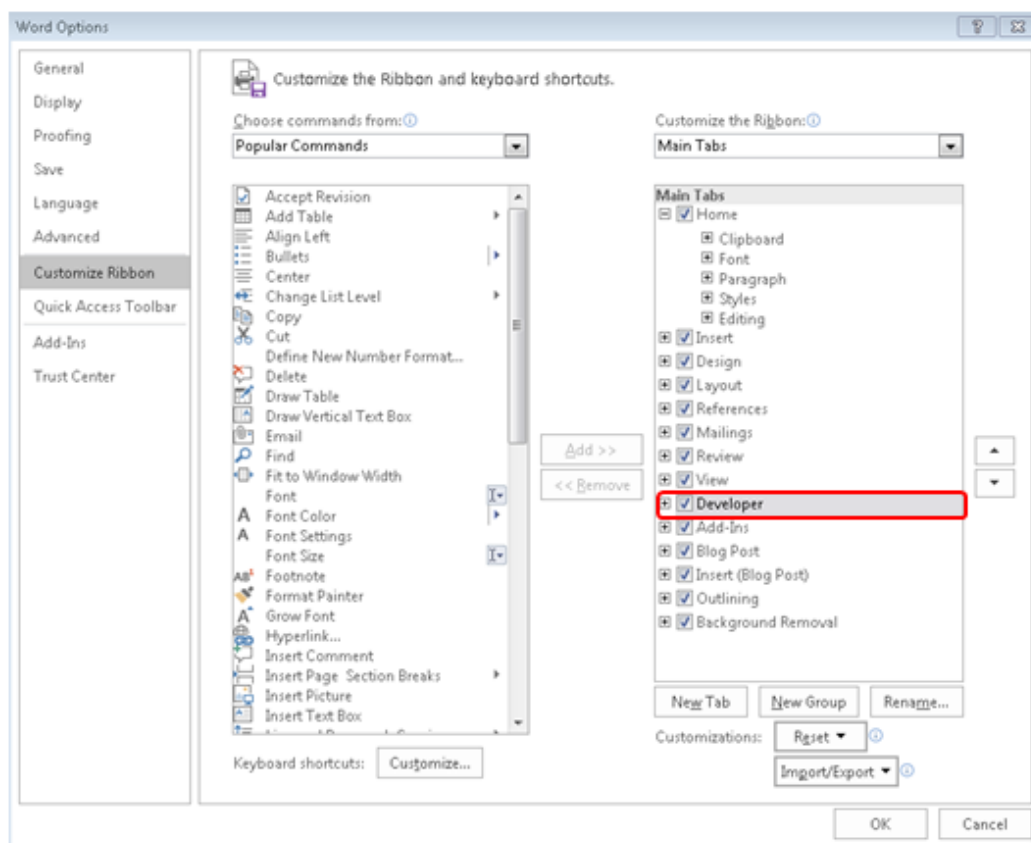 Word Options
General
Display
Proofing
Save
Language
Advanced
Customize Ribbon
Quick Access Toolbar
Add-Ins
Trust Center
Customize the Ribbon and keyboard shortcuts.
Choose commands from:
Popular Commands
Accept Revision
Add Table
Align Left
Bullets
Center
Change List Level
Copy
Cut
Define New Number Format...
Delete
Draw Table
Draw Vertical Text Box
Email
Find
Fit to Window Width
Font
Font Color
Font Settings
Font Size
Footnote
Format Painter
Grow Font
Hyperlink...
Insert Comment
Insert Page Section Breaks
Insert Picture
Insert Text Box
Keyboard shortcuts: Customize...
Add >>
<< Remove
Customize the Ribbon:
Main Tabs
Main Tabs
Home
Clipboard
Font
Paragraph
Styles
Editing
Insert
Design
Layout
References
Mailings
Review
View
Developer
Add-Ins
Blog Post
Insert (Blog Post)
Outlining
Background Removal
New Tab New Group Rename...
Customizations: Reset
Import/Export
OK Cancel